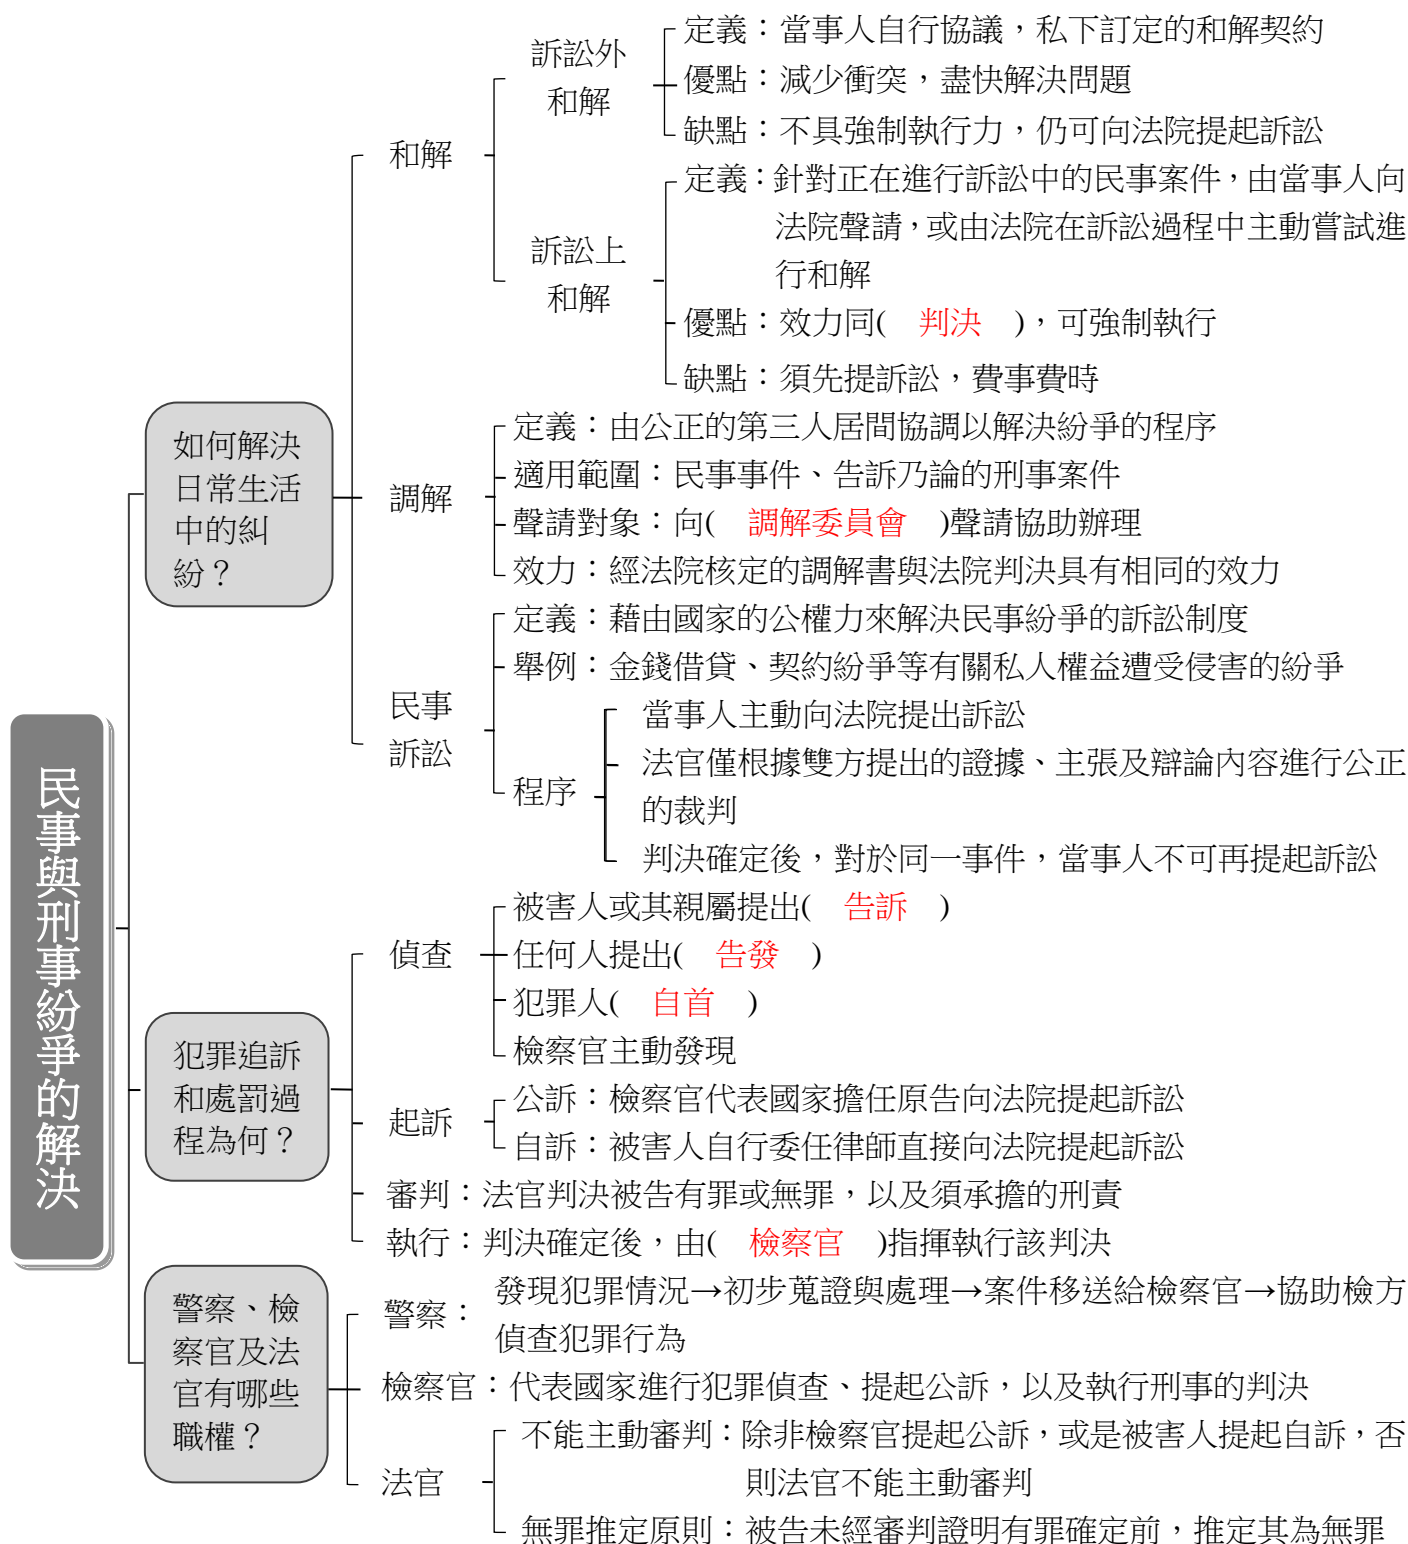 民事與刑事紛爭的解決
如何解決
日常生活
中的糾
紛？
和解
訴訟外
和解
定義：當事人自行協議，私下訂定的和解契約
優點：減少衝突，盡快解決問題
缺點：不具強制執行力，仍可向法院提起訴訟
訴訟上
和解
定義：針對正在進行訴訟中的民事案件，由當事人向
法院聲請，或由法院在訴訟過程中主動嘗試進
行和解
優點：效力同(　判決　)，可強制執行
缺點：須先提訴訟，費事費時
調解
定義：由公正的第三人居間協調以解決紛爭的程序
適用範圍：民事事件、告訴乃論的刑事案件
聲請對象：向(　調解委員會　)聲請協助辦理
效力：經法院核定的調解書與法院判決具有相同的效力
民事
訴訟
定義：藉由國家的公權力來解決民事紛爭的訴訟制度
舉例：金錢借貸、契約紛爭等有關私人權益遭受侵害的紛爭
程序
當事人主動向法院提出訴訟
法官僅根據雙方提出的證據、主張及辯論內容進行公正
的裁判
判決確定後，對於同一事件，當事人不可再提起訴訟
犯罪追訴
和處罰過
程為何？
偵查
被害人或其親屬提出(　告訴　)
任何人提出(　告發　)
犯罪人(　自首　)
檢察官主動發現
起訴
公訴：檢察官代表國家擔任原告向法院提起訴訟
自訴：被害人自行委任律師直接向法院提起訴訟
審判：法官判決被告有罪或無罪，以及須承擔的刑責
執行：判決確定後，由(　檢察官　)指揮執行該判決
警察、檢
察官及法
官有哪些
職權？
警察：
發現犯罪情況→初步蒐證與處理→案件移送給檢察官→協助檢方
偵查犯罪行為
檢察官：代表國家進行犯罪偵查、提起公訴，以及執行刑事的判決
法官
不能主動審判：除非檢察官提起公訴，或是被害人提起自訴，否
則法官不能主動審判
無罪推定原則：被告未經審判證明有罪確定前，推定其為無罪